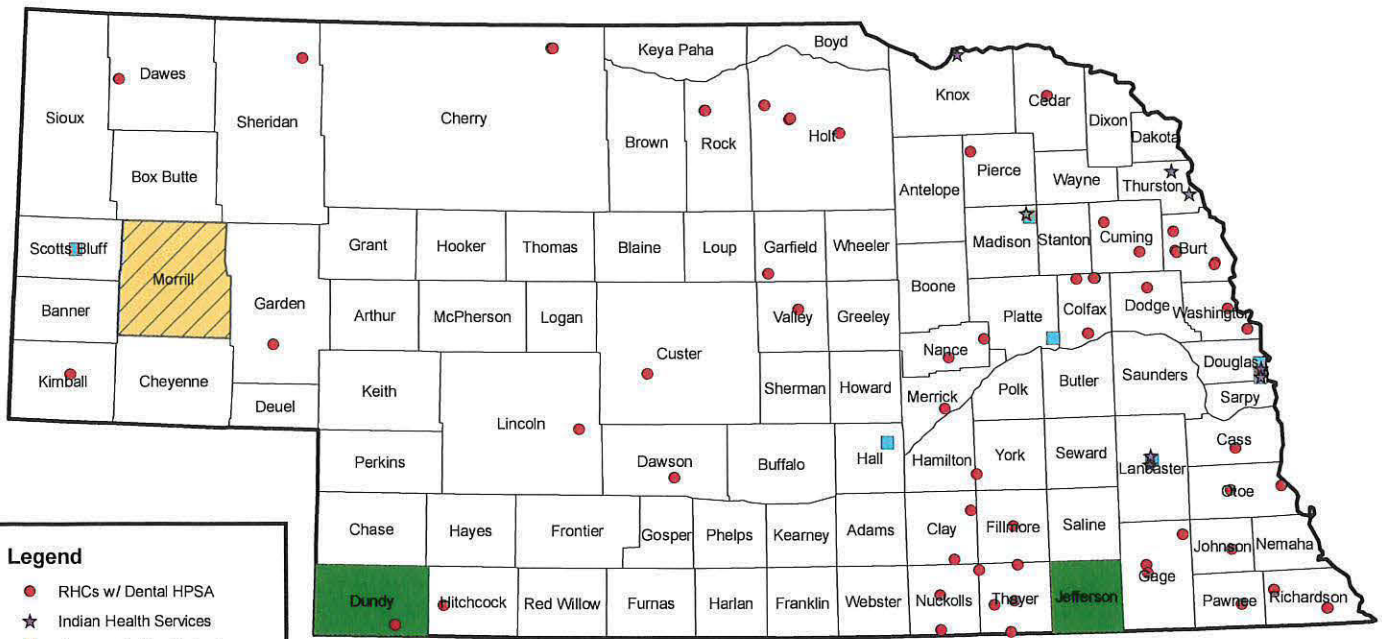 Keya Paha Boyd
Dawes Knox Cedar
Sioux Sheridan Cherry Brown Rock Holt Dixon Dakota
Box Butte Antelope Pierce Wayne Thurston
Scotts Bluff Grant Hooker Thomas Blaine Loup Garfield Wheeler Madison Stanton Cuming Burt
Morrill Garden Boone
Banner Arthur McPherson Logan Valley Greeley Platte Colfax Dodge Washington
Custer Nance
Kimball Cheyenne Keith Sherman Howard Polk Butler Saunders Douglas
Deuel Merrick Sarpy
Lincoln
Perkins Dawson Buffalo Hall Hamilton York Seward Lancaster Cass
Otoe
Chase Hayes Frontier Gosper Phelps Kearney Adams Clay Fillmore Saline
Johnson Nemaha
Gage
Dundy Hitchcock Red Willow Furnas Harlan Franklin Webster Nuckolls Thayer Jefferson Pawnee Richardson
Legend
RHCs w/ Dental HPSA
Indian Health Services